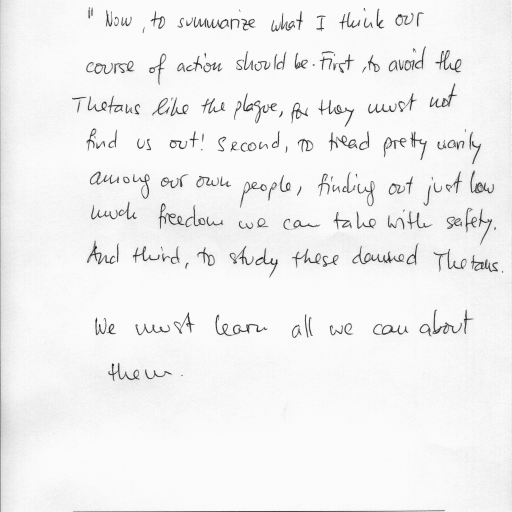 " Now, to summarize what I think our
course of action should be. First, to avoid the
Thetans like the plague, for they must not
find us out! Second, to tread pretty warily
among our own people, finding out just how
much freedom we can take with safety.
And third, to study these damned Thetans.
We must learn all we can about
them.